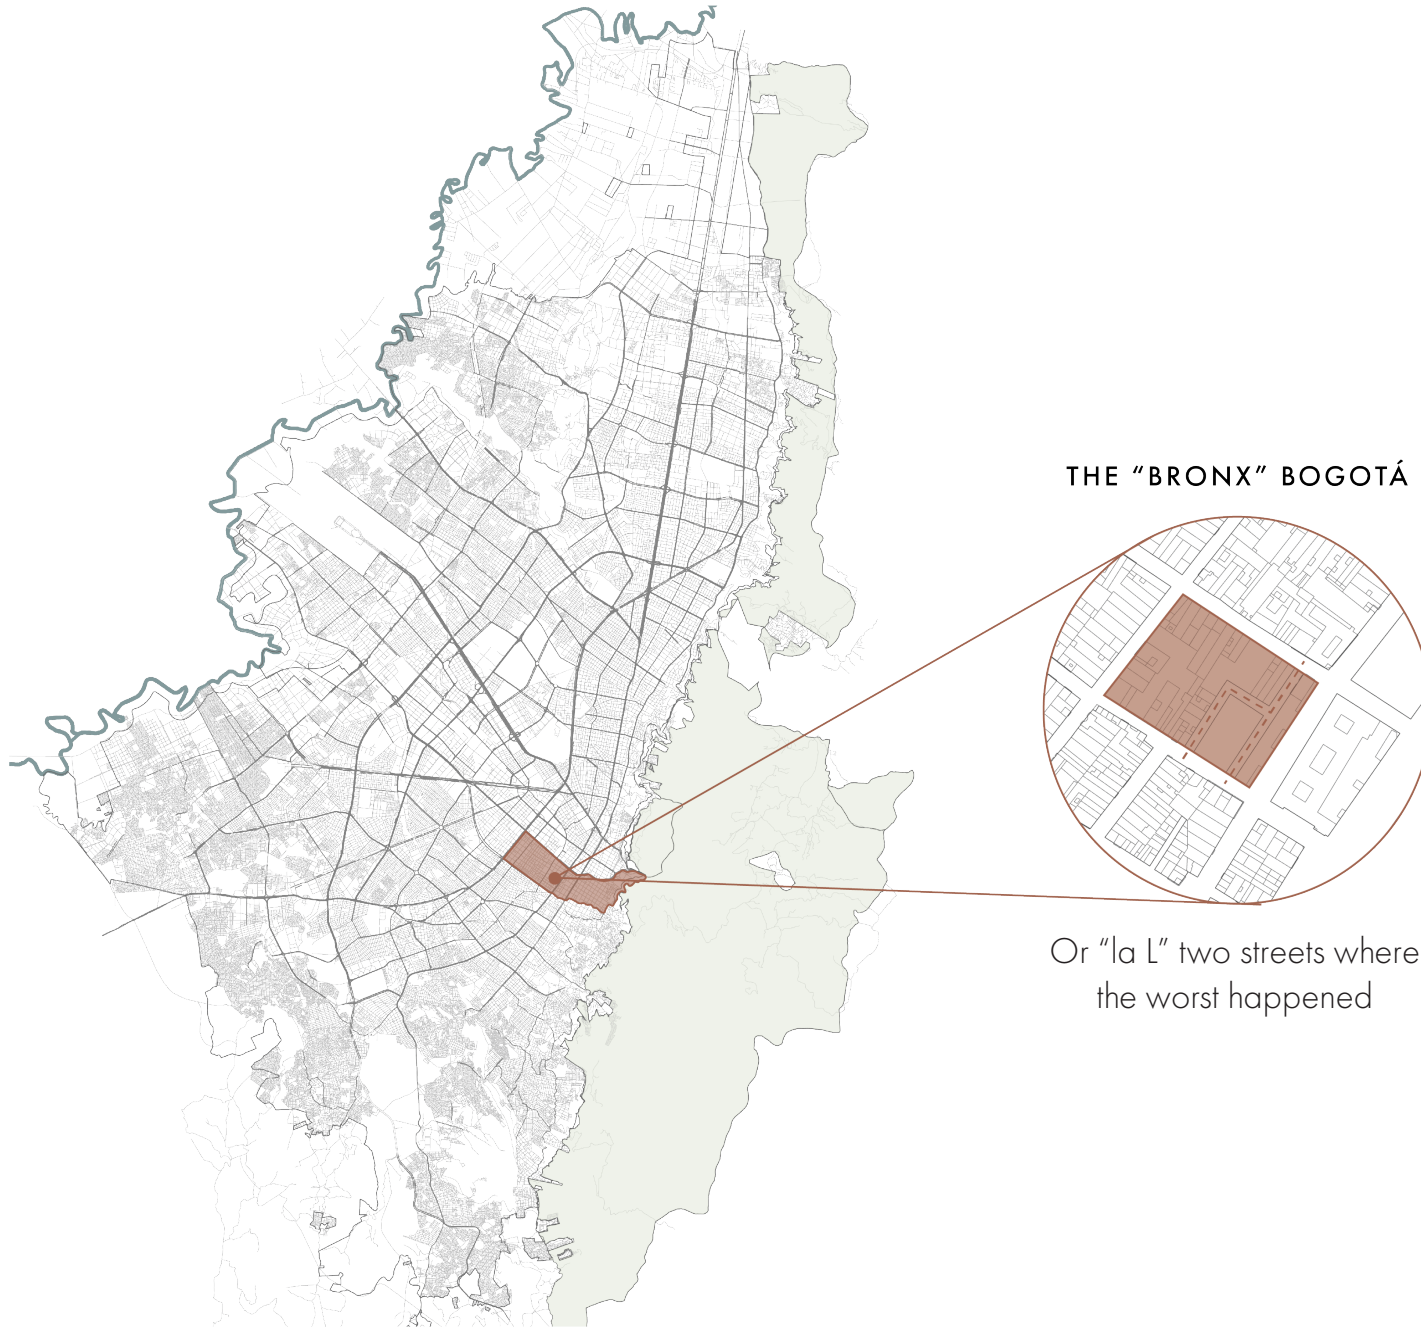 THE “BRONX” BOGOTÁ
Or “la L” two streets where
the worst happened